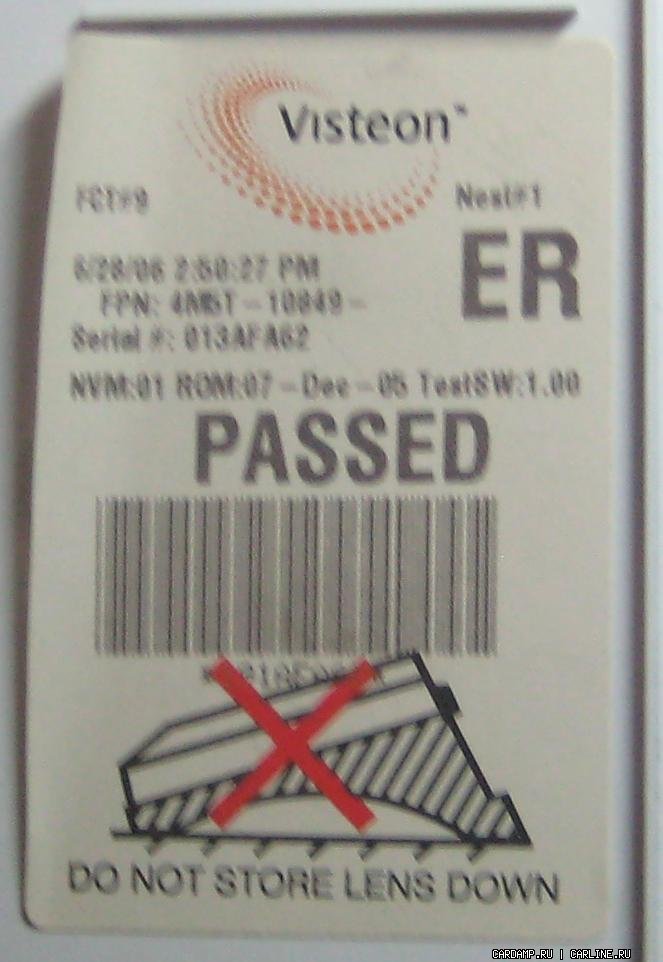 Visteon™
FCT#9 Nest#1
6/28/06 2:50:27 PM
ER
FPN: 4M5T-10849-
Serial #: 013AFA62
NVM:01 ROM:07-Dec-05 TestSW:1.00
PASSED
DO NOT STORE LENS DOWN
CARDAMP.RU | CARLINE.RU